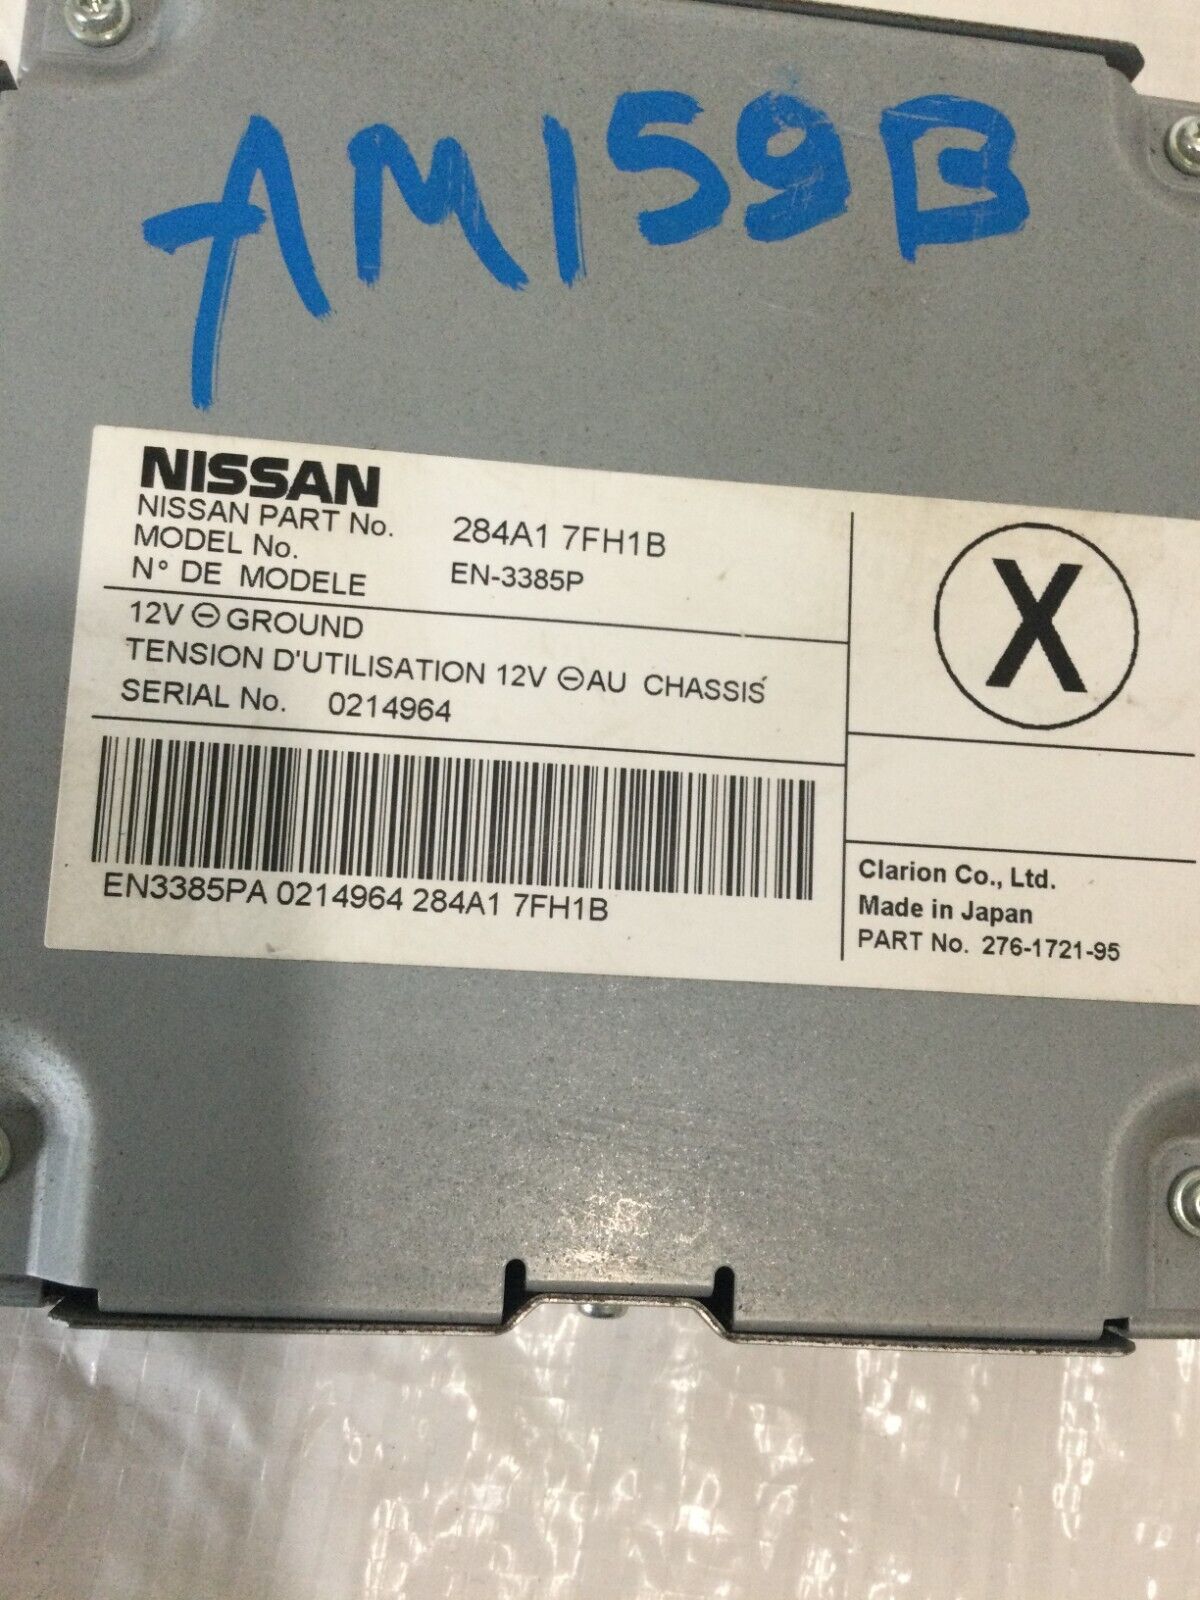 AM159B
NISSAN
NISSAN PART No. 284A1 7FH1B
MODEL No.
N° DE MODELE EN-3385P
12V ⊖ GROUND
TENSION D'UTILISATION 12V ⊖ AU CHASSIS
SERIAL No. 0214964
EN3385PA 0214964 284A1 7FH1B
X
Clarion Co., Ltd.
Made in Japan
PART No. 276-1721-95